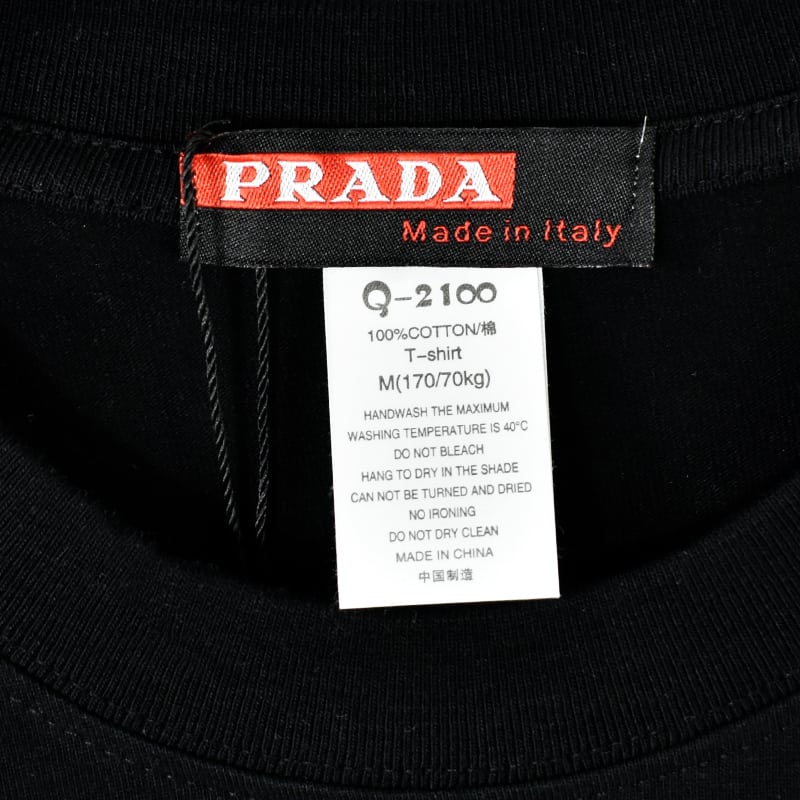 PRADA
Made in Italy
Q-2100
100%COTTON/棉
T-shirt
M(170/70kg)
HANDWASH THE MAXIMUM
WASHING TEMPERATURE IS 40°C
DO NOT BLEACH
HANG TO DRY IN THE SHADE
CAN NOT BE TURNED AND DRIED
NO IRONING
DO NOT DRY CLEAN
MADE IN CHINA
中国制造